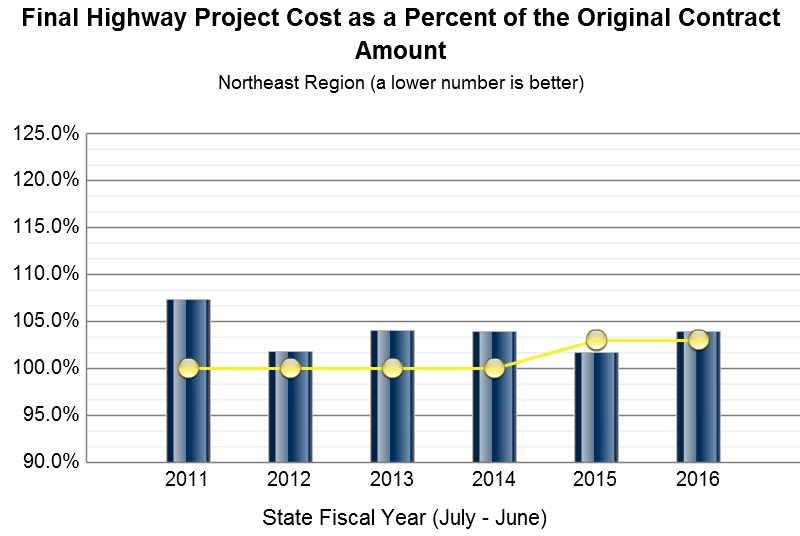 Final Highway Project Cost as a Percent of the Original Contract
Amount
Northeast Region (a lower number is better)
125.0%
120.0%
115.0%
110.0%
105.0%
100.0%
95.0%
90.0%
2011 2012 2013 2014 2015 2016
State Fiscal Year (July - June)